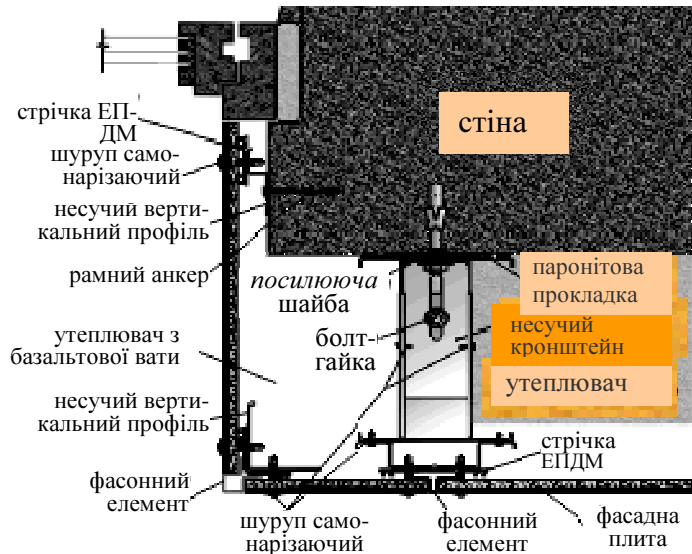 стіна
стрічка ЕП-
ДМ
шуруп само-
нарізаючий
несучий верти-
кальний профіль
рамний анкер
посилююча
шайба
паронітова
прокладка
болт-
гайка
несучий
кронштейн
утеплювач
утеплювач з
базальтової вати
несучий верти-
кальний профіль
фасонний
елемент
шуруп само-
нарізаючий
фасонний
елемент
стрічка
ЕПДМ
фасадна
плита